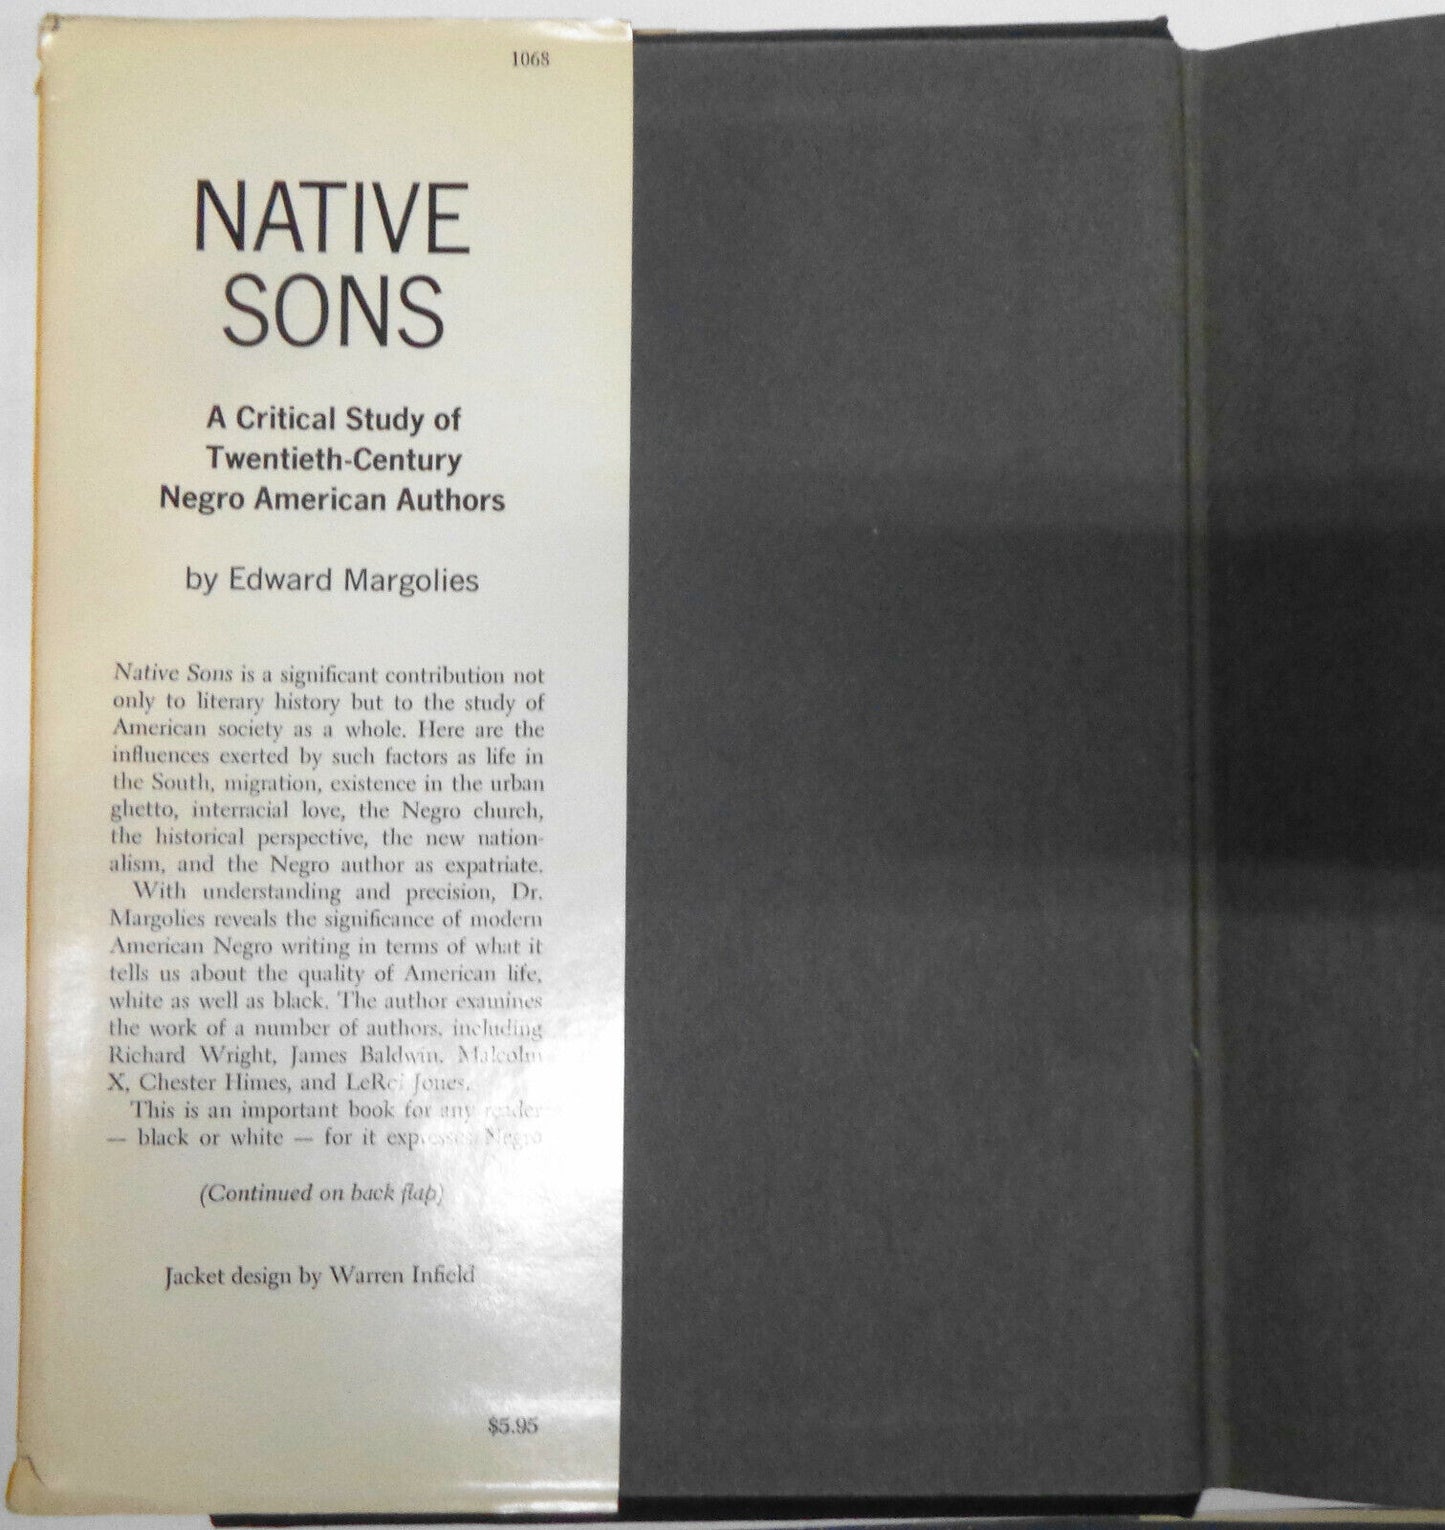 1068
NATIVE
SONS
A Critical Study of
Twentieth-Century
Negro American Authors
by Edward Margolies
Native Sons is a significant contribution not
only to literary history but to the study of
American society as a whole. Here are the
influences exerted by such factors as life in
the South, migration, existence in the urban
ghetto, interracial love, the Negro church,
the historical perspective, the new nation-
alism, and the Negro author as expatriate.
With understanding and precision, Dr.
Margolies reveals the significance of modern
American Negro writing in terms of what it
tells us about the quality of American life,
white as well as black. The author examines
the work of a number of authors, including
Richard Wright, James Baldwin, Malcolm
X, Chester Himes, and LeRoi Jones.
This is an important book for any reader
— black or white — for it expresses Negro
(Continued on back flap)
Jacket design by Warren Infield
$5.95